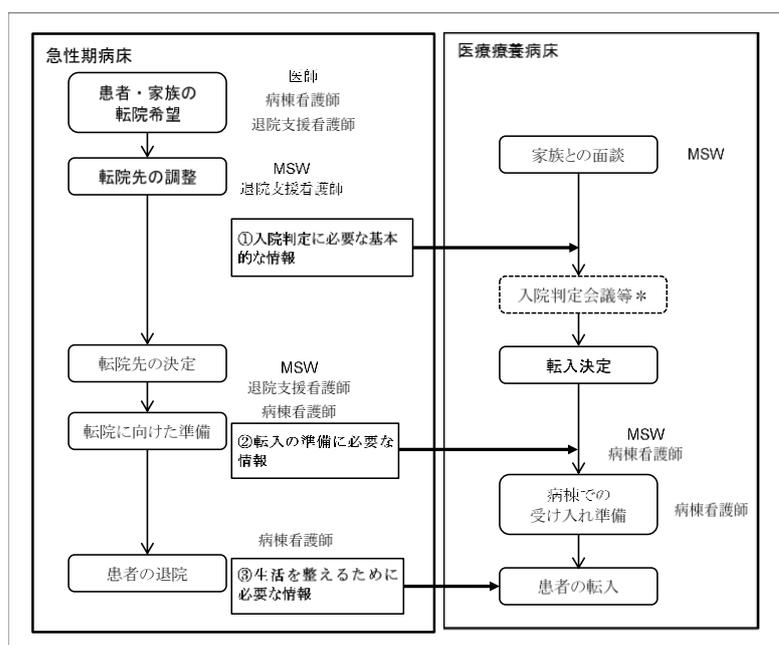 急性期病床
患者・家族の
転院希望
医師
病棟看護師
退院支援看護師
転院先の調整
MSW
退院支援看護師
①入院判定に必要な基本
的な情報
転院先の決定
MSW
退院支援看護師
病棟看護師
転院に向けた準備
②転入の準備に必要な
情報
病棟看護師
患者の退院
③生活を整えるために
必要な情報
医療療養病床
家族との面談
MSW
入院判定会議等＊
転入決定
MSW
病棟看護師
病棟での
受け入れ準備
病棟看護師
患者の転入